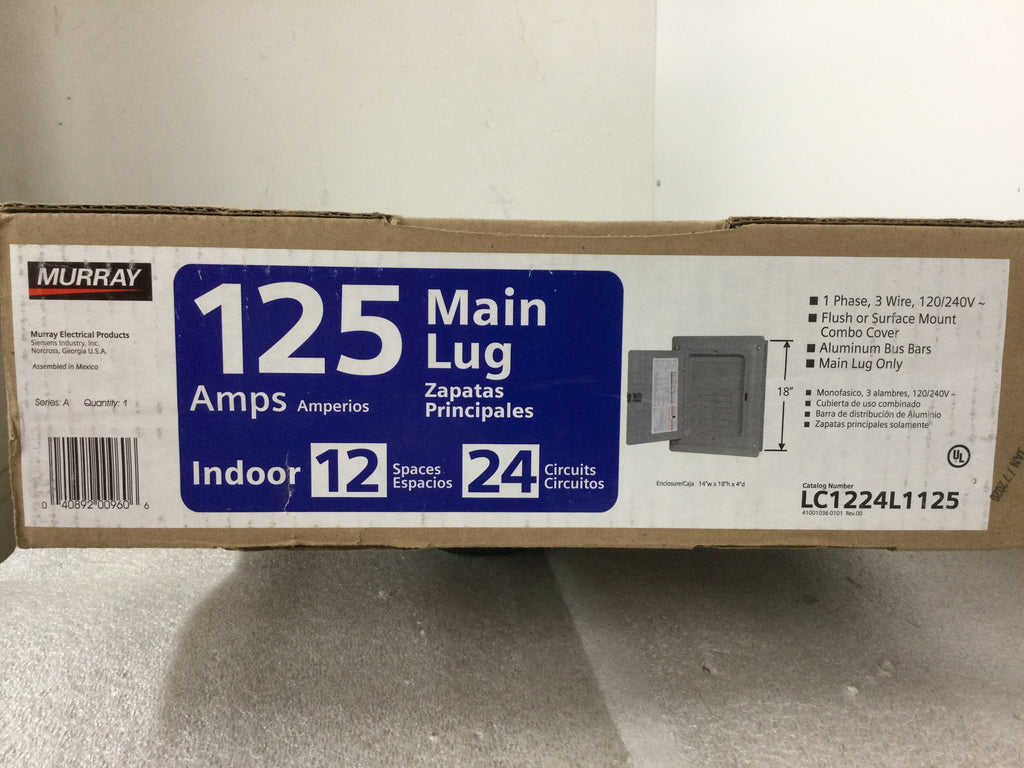 MURRAY
Murray Electrical Products
Siemens Industry, Inc.
Norcross, Georgia U.S.A.
Assembled in Mexico
Series: A Quantity: 1
0 40892 00960 6
125
Amps Amperios
Main
Lug
Zapatas
Principales
Indoor 12 Spaces
Espacios
24 Circuits
Circuitos
18"
Enclosure/Caja 14"w x 18"h x 4"d
■ 1 Phase, 3 Wire, 120/240V ~
■ Flush or Surface Mount
Combo Cover
■ Aluminum Bus Bars
■ Main Lug Only
■ Monofasico, 3 alambres, 120/240V ~
■ Cubierta de uso combinado
■ Barra de distribución de Aluminio
■ Zapatas principales solamente
UL
Catalog Number
LC1224L1125
41001036 0101 Rev.00
JAN 17 2020